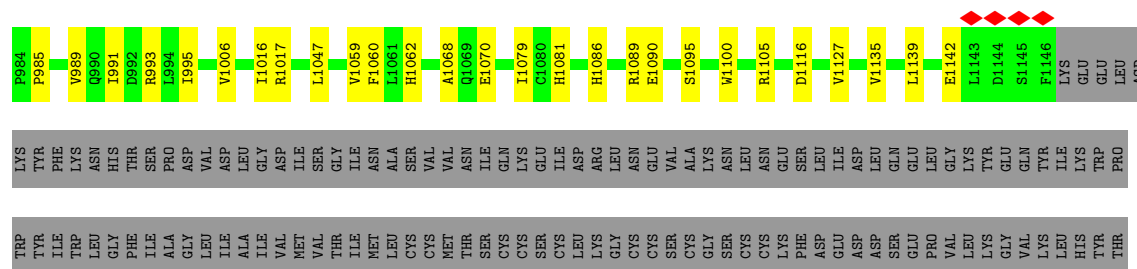 P984 P985 V989 Q990 I991 D992 R993 L994 I995 V1006 I1016 R1017 L1047 V1059 F1060 L1061 H1062 A1068 Q1069 E1070 I1079 C1080 H1081 H1086 R1089 E1090 S1095 W1100 R1105 D1116 V1127 V1135 L1139 E1142 L1143 D1144 S1145 F1146 LYS GLU GLU LEU ASP
LYS TYR PHE LYS ASN HIS THR SER PRO ASP VAL ASP LEU GLY ASP ILE SER GLY ILE ASN ALA SER VAL VAL ASN ILE GLN LYS GLU ILE ASP ARG LEU ASN GLU VAL ALA LYS ASN LEU ASN GLU SER LEU ILE ASP LEU GLN GLU LEU GLY LYS TYR GLU GLN TYR ILE LYS TRP PRO
TRP TYR ILE TRP LEU GLY PHE ILE ALA GLY LEU ILE ALA ILE VAL MET VAL THR ILE MET LEU CYS CYS MET THR SER CYS CYS SER CYS LEU LYS GLY CYS CYS SER CYS GLY SER CYS CYS LYS PHE ASP GLU ASP ASP SER GLU PRO VAL LEU LYS GLY VAL LYS LEU HIS TYR THR